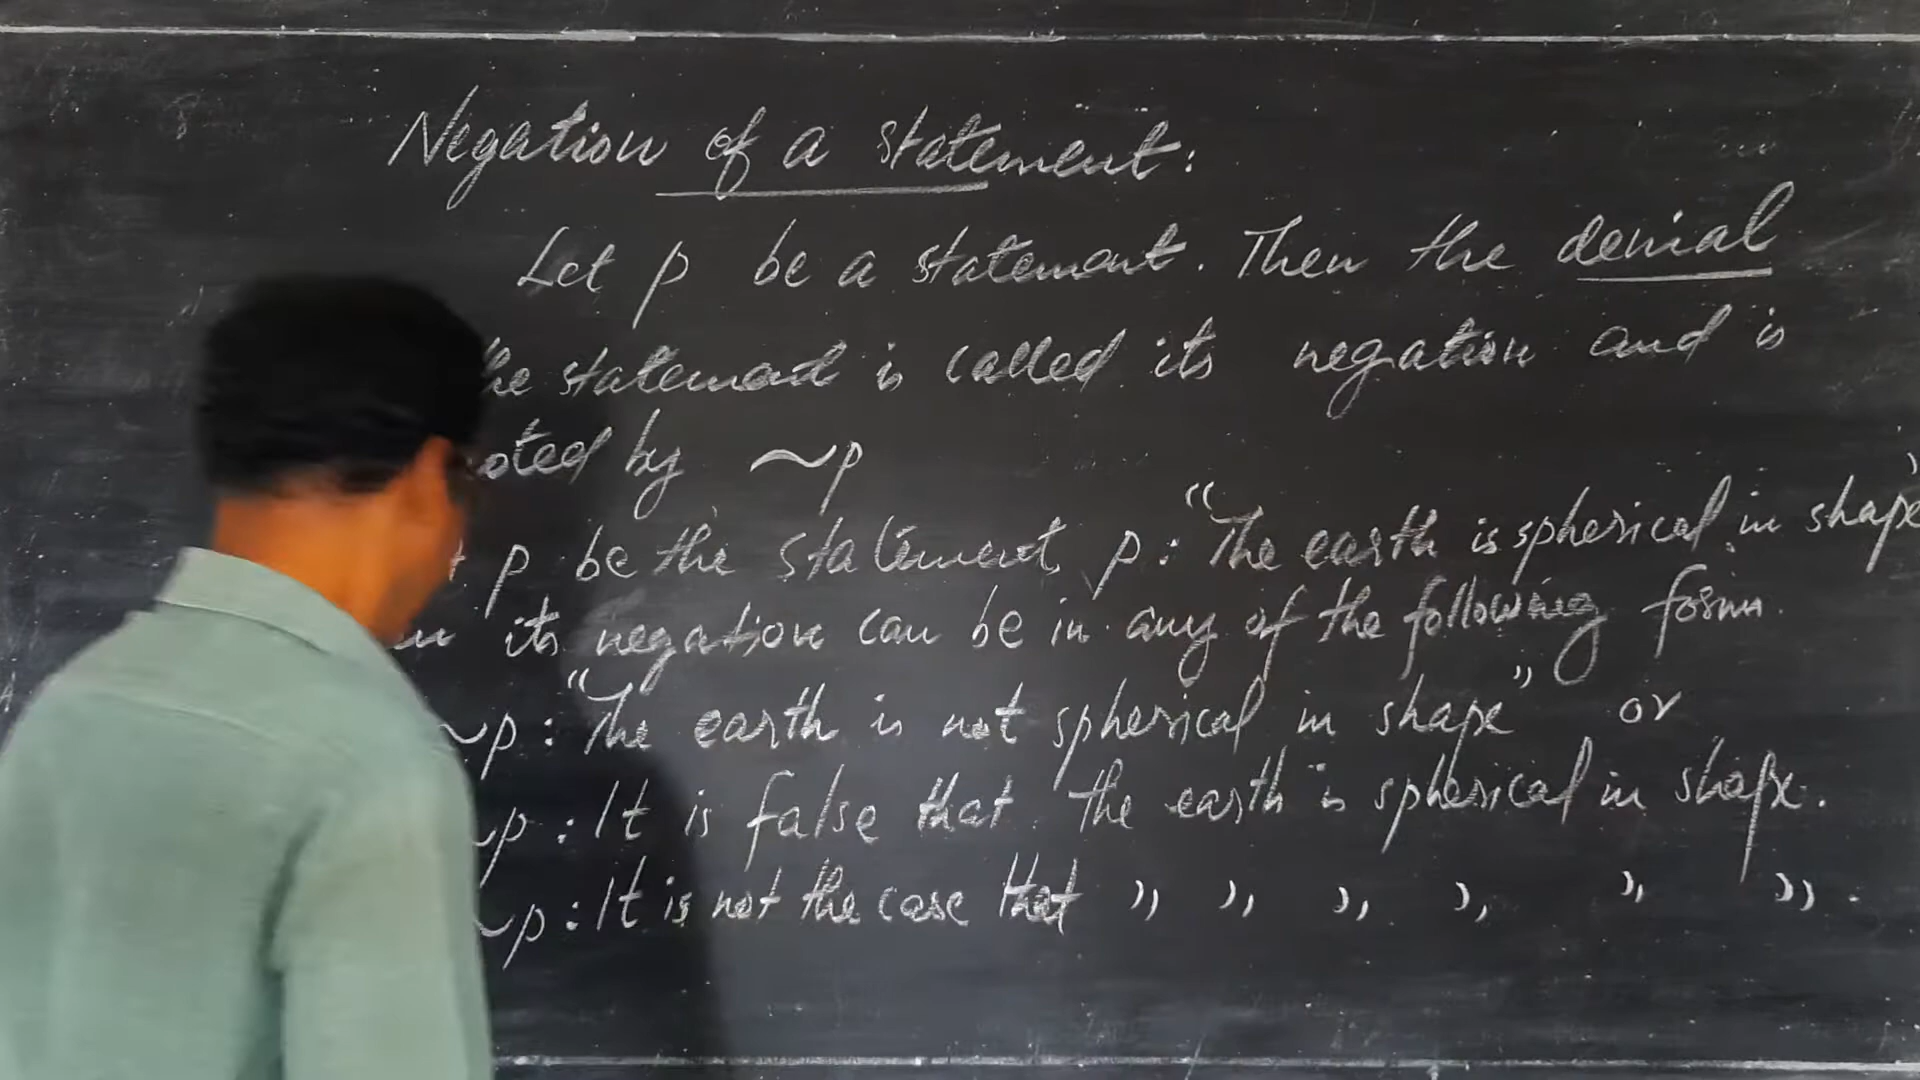 Negation of a statement:
Let p be a statement. Then the denial
he statement is called its negation and is
oted by ~p
p be the statement p: "The earth is spherical in shape"
its negation can be in any of the following form.
~p: "The earth is not spherical in shape" or
~p: It is false that the earth is spherical in shape.
~p: It is not the case that " " " " " ".